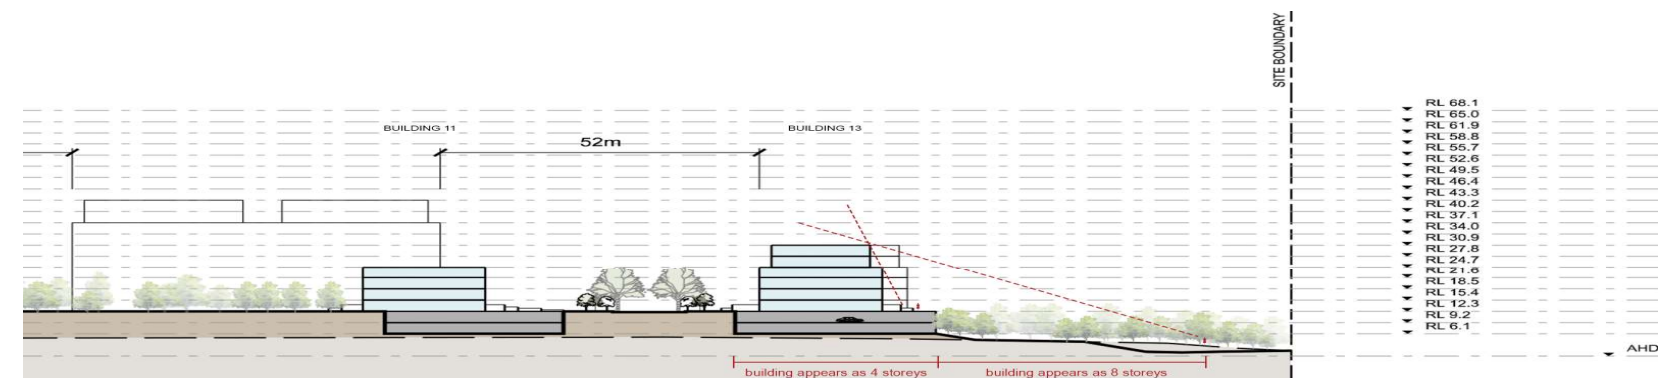 SITE BOUNDARY
BUILDING 11
BUILDING 13
52m
RL 68.1
RL 65.0
RL 61.9
RL 58.8
RL 55.7
RL 52.6
RL 49.5
RL 46.4
RL 43.3
RL 40.2
RL 37.1
RL 34.0
RL 30.9
RL 27.8
RL 24.7
RL 21.6
RL 18.5
RL 15.4
RL 12.3
RL 9.2
RL 6.1
AHD
building appears as 4 storeys
building appears as 8 storeys